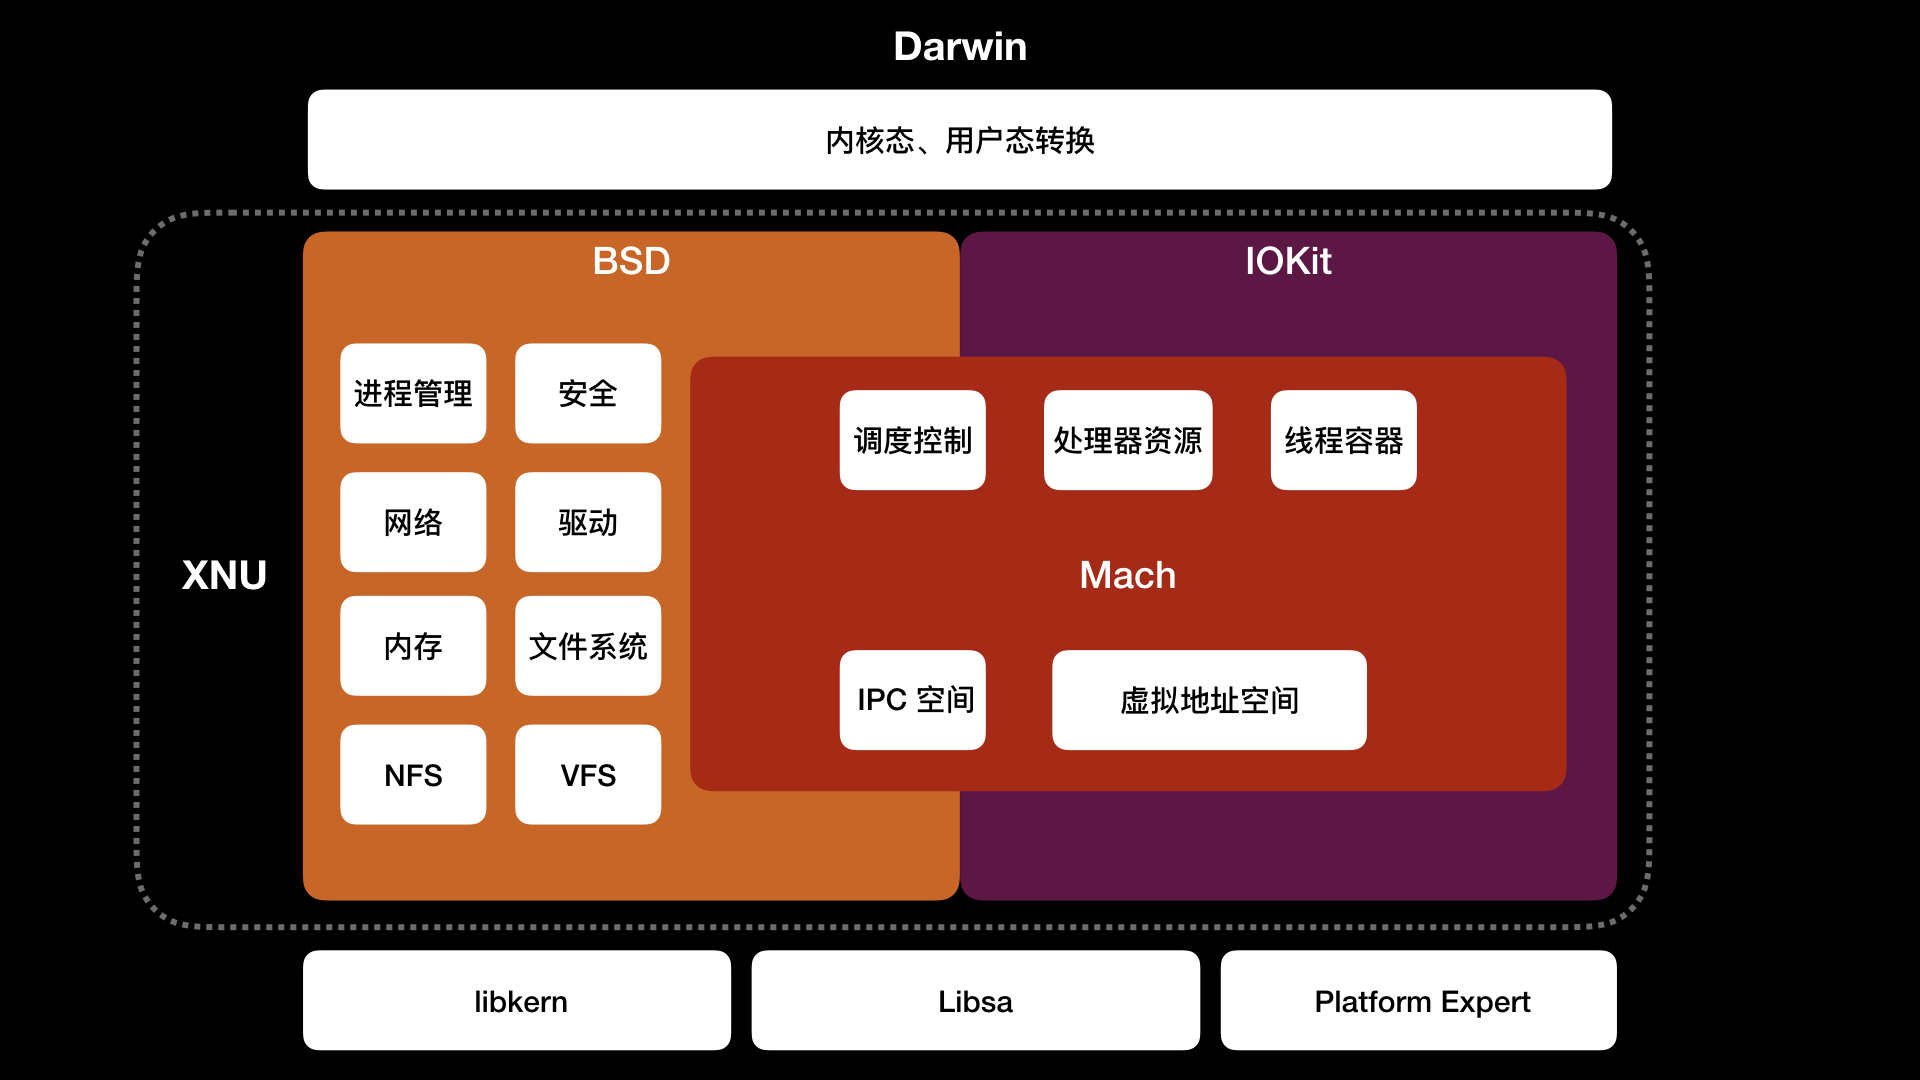 Darwin
内核态、用户态转换
BSD
IOKit
进程管理
安全
调度控制
处理器资源
线程容器
网络
驱动
XNU
Mach
内存
文件系统
IPC 空间
虚拟地址空间
NFS
VFS
libkern
Libsa
Platform Expert